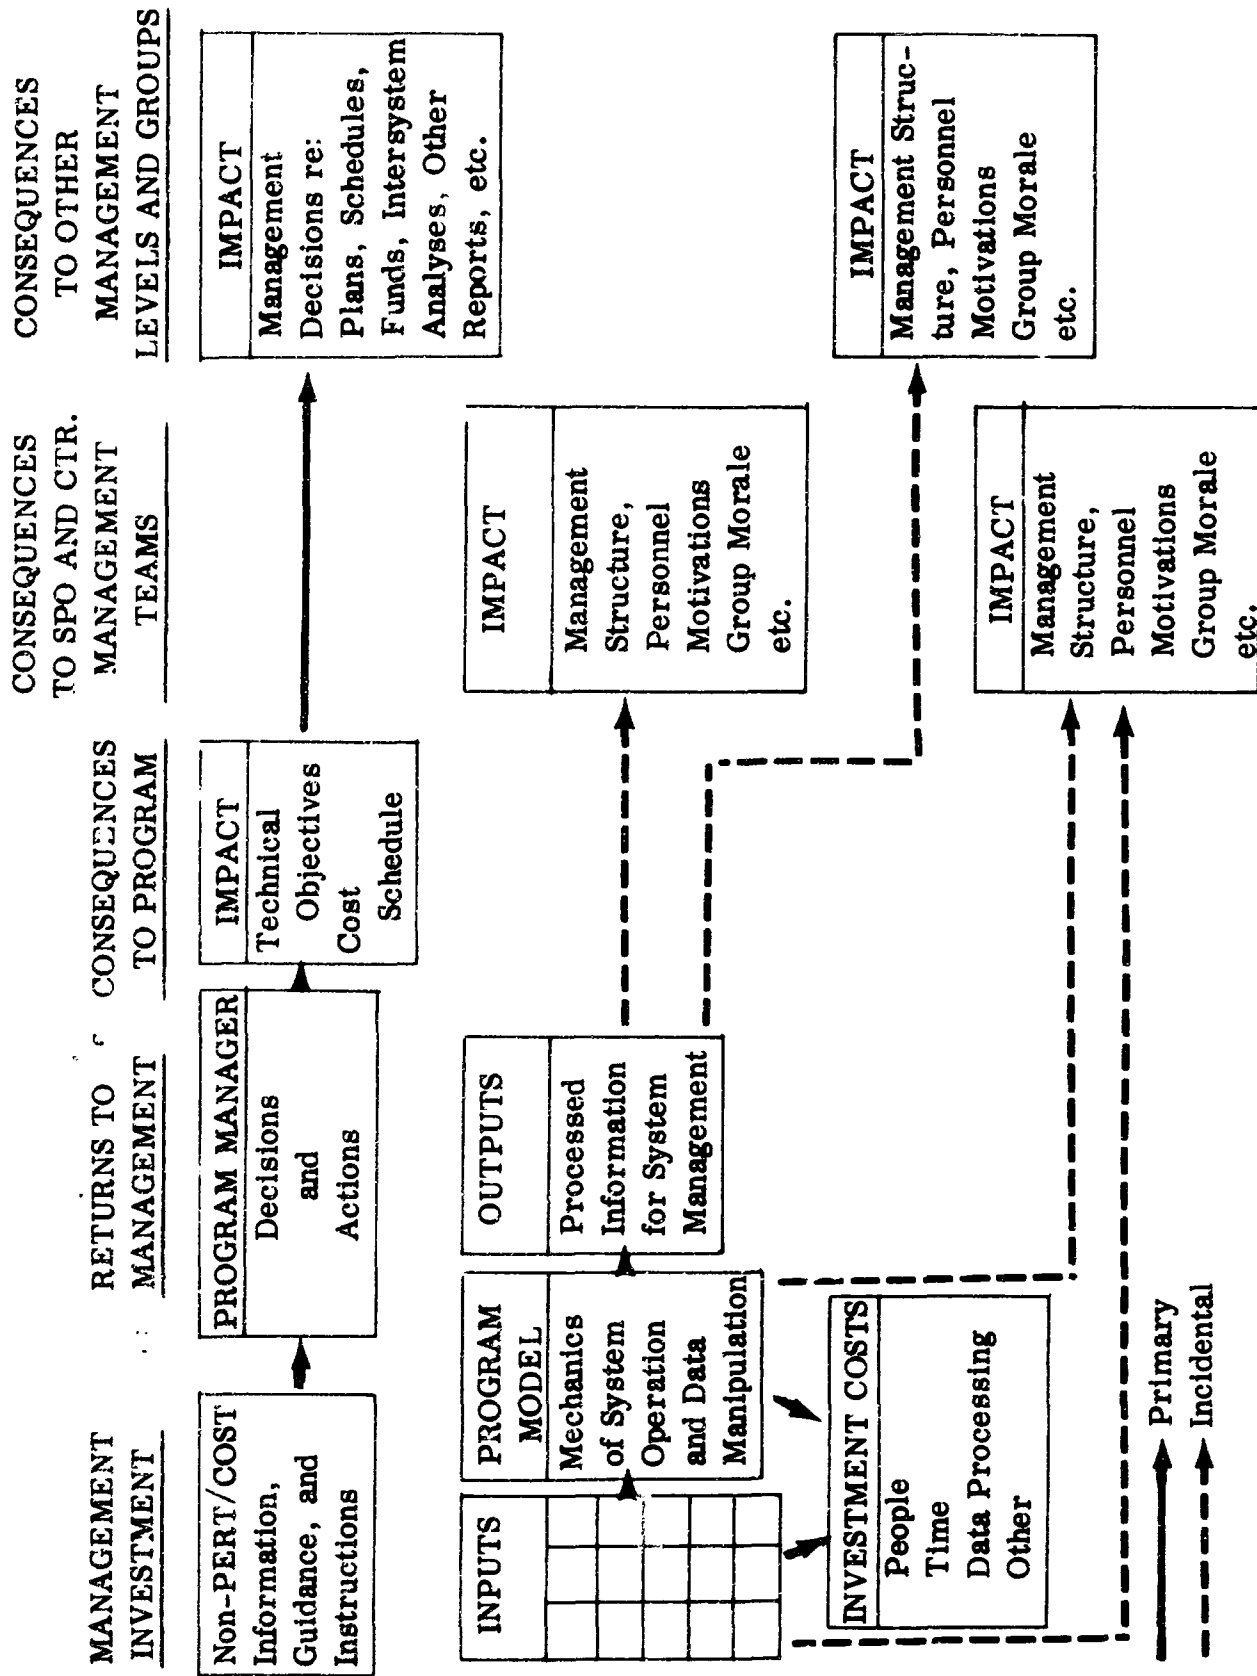 MANAGEMENT
INVESTMENT
RETURNS TO
MANAGEMENT
CONSEQUENCES
TO PROGRAM
CONSEQUENCES
TO SPO AND CTR.
MANAGEMENT
TEAMS
CONSEQUENCES
TO OTHER
MANAGEMENT
LEVELS AND GROUPS
Non-PERT/COST
Information,
Guidance, and
Instructions
PROGRAM MANAGER
Decisions
and
Actions
IMPACT
Technical
Objectives
Cost
Schedule
IMPACT
Management
Decisions re:
Plans, Schedules,
Funds, Intersystem
Analyses, Other
Reports, etc.
INPUTS
PROGRAM
MODEL
Mechanics
of System
Operation
and Data
Manipulation
OUTPUTS
Processed
Information
for System
Management
IMPACT
Management
Structure,
Personnel
Motivations
Group Morale
etc.
IMPACT
Management Struc-
ture, Personnel
Motivations
Group Morale
etc.
INVESTMENT COSTS
People
Time
Data Processing
Other
IMPACT
Management
Structure,
Personnel
Motivations
Group Morale
etc.
Primary
Incidental